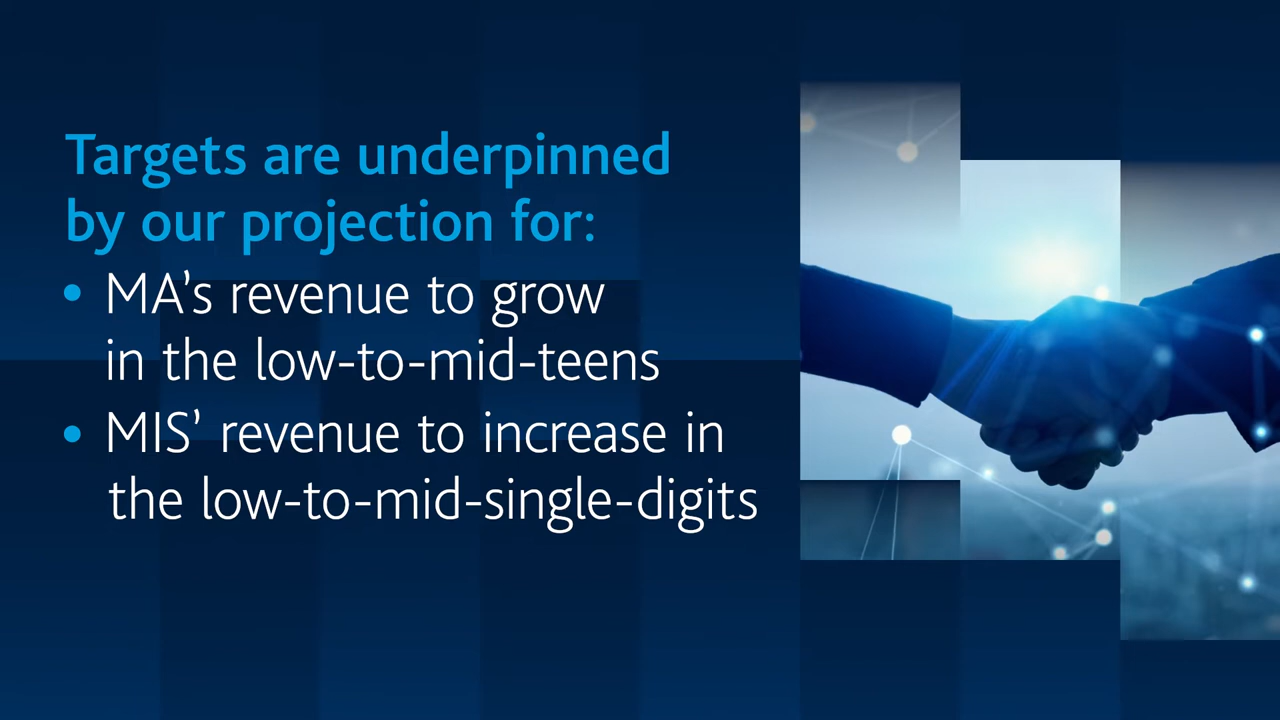 Targets are underpinned
by our projection for:
• MA’s revenue to grow
in the low-to-mid-teens
• MIS’ revenue to increase in
the low-to-mid-single-digits